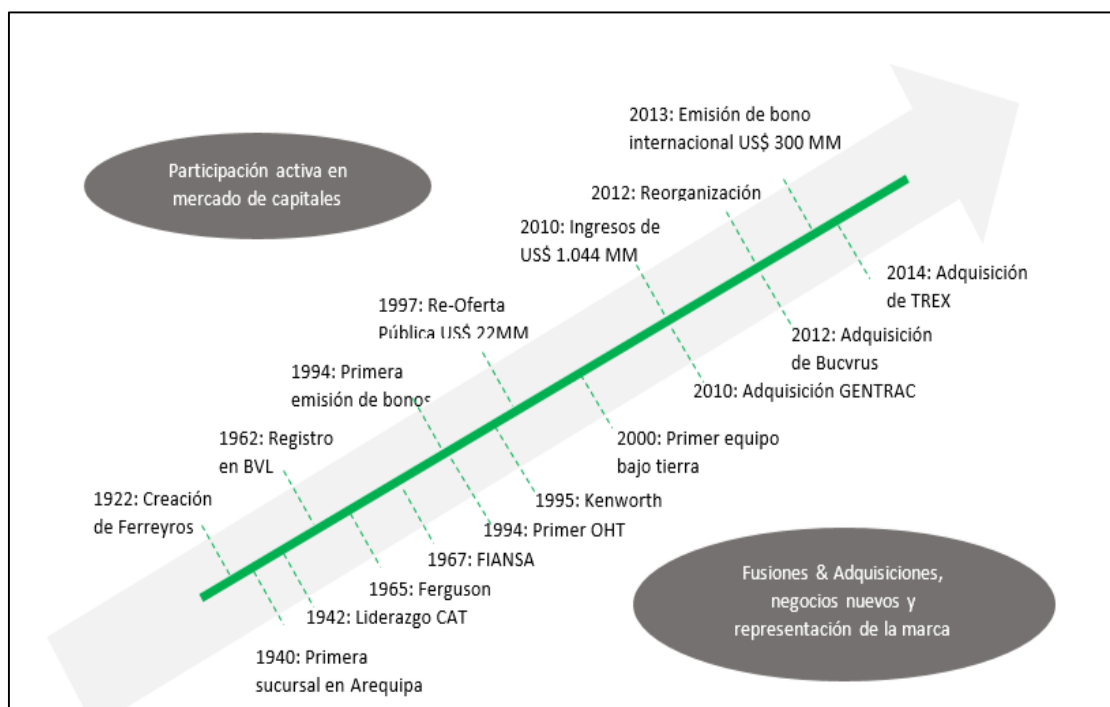 2013: Emisión de bono
internacional US$ 300 MM
Participación activa en
mercado de capitales
2012: Reorganización
2010: Ingresos de
US$ 1.044 MM
2014: Adquisición
de TREX
1997: Re-Oferta
Pública US$ 22MM
2012: Adquisición
de Bucyrus
1994: Primera
emisión de bonos
2010: Adquisición GENTRAC
1962: Registro
en BVL
2000: Primer equipo
bajo tierra
1922: Creación
de Ferreyros
1995: Kenworth
1994: Primer OHT
1967: FIANSA
1965: Ferguson
1942: Liderazgo CAT
Fusiones & Adquisiciones,
negocios nuevos y
representación de la marca
1940: Primera
sucursal en Arequipa